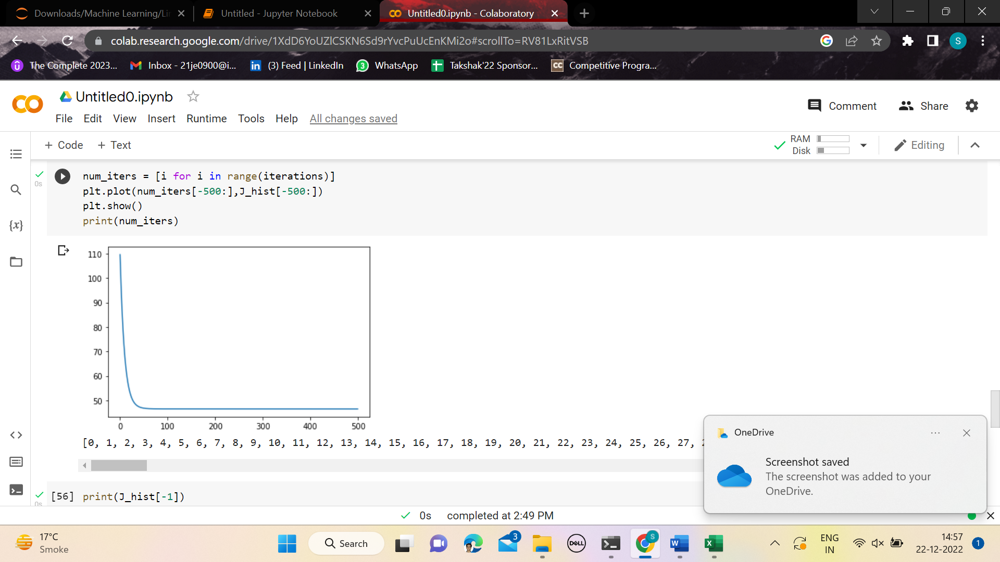 Downloads/Machine Learning/Li
Untitled - Jupyter Notebook
Untitled0.ipynb - Colaboratory
colab.research.google.com/drive/1XdD6YoUZlCSKN6Sd9rYvcPuUcEnKMi2o#scrollTo=RV81LxRitVSB
S
The Complete 2023...
Inbox - 21je0900@i...
(3) Feed | LinkedIn
3
WhatsApp
Takshak'22 Sponsor...
CC
Competitive Progra...
Untitled0.ipynb
Comment
Share
File Edit View Insert Runtime Tools Help All changes saved
+ Code + Text
RAM
Disk
Editing
0s
num_iters = [i for i in range(iterations)]
plt.plot(num_iters[-500:],J_hist[-500:])
plt.show()
print(num_iters)
{x}
110
100
90
80
70
60
50
0 100 200 300 400 500
[0, 1, 2, 3, 4, 5, 6, 7, 8, 9, 10, 11, 12, 13, 14, 15, 16, 17, 18, 19, 20, 21, 22, 23, 24, 25, 26, 27,
[56] print(J_hist[-1])
0s
OneDrive
Screenshot saved
The screenshot was added to your
OneDrive.
0s completed at 2:49 PM
17°C
Smoke
Search
3
DELL
S
W
X
ENG
IN
14:57
22-12-2022
1